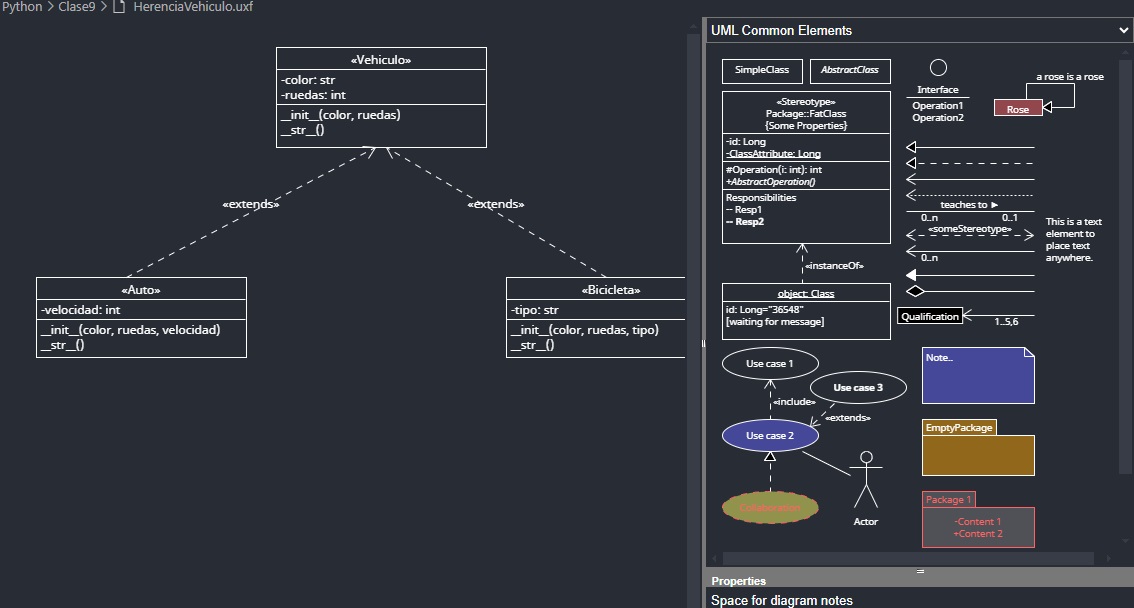 Python > Clase9 > HerenciaVehiculo.uxf
«Vehiculo»
-color: str
-ruedas: int
__init__(color, ruedas)
__str__()
«extends»
«extends»
«Auto»
-velocidad: int
__init__(color, ruedas, velocidad)
__str__()
«Bicicleta»
-tipo: str
__init__(color, ruedas, tipo)
__str__()
UML Common Elements
SimpleClass
AbstractClass
Interface
Operation1
Operation2
a rose is a rose
Rose
«Stereotype»
Package::FatClass
{Some Properties}
-id: Long
-ClassAttribute: Long
#Operation(i: int): int
+AbstractOperation()
Responsibilities
-- Resp1
-- Resp2
teaches to ►
0..n
0..1
«someStereotype»
0..n
This is a text
element to
place text
anywhere.
«instanceOf»
object: Class
id: Long="36548"
[waiting for message]
Qualification
1..5,6
Use case 1
Use case 3
«include»
«extends»
Use case 2
Collaboration
Actor
Note..
EmptyPackage
Package 1
-Content 1
+Content 2
Properties
Space for diagram notes